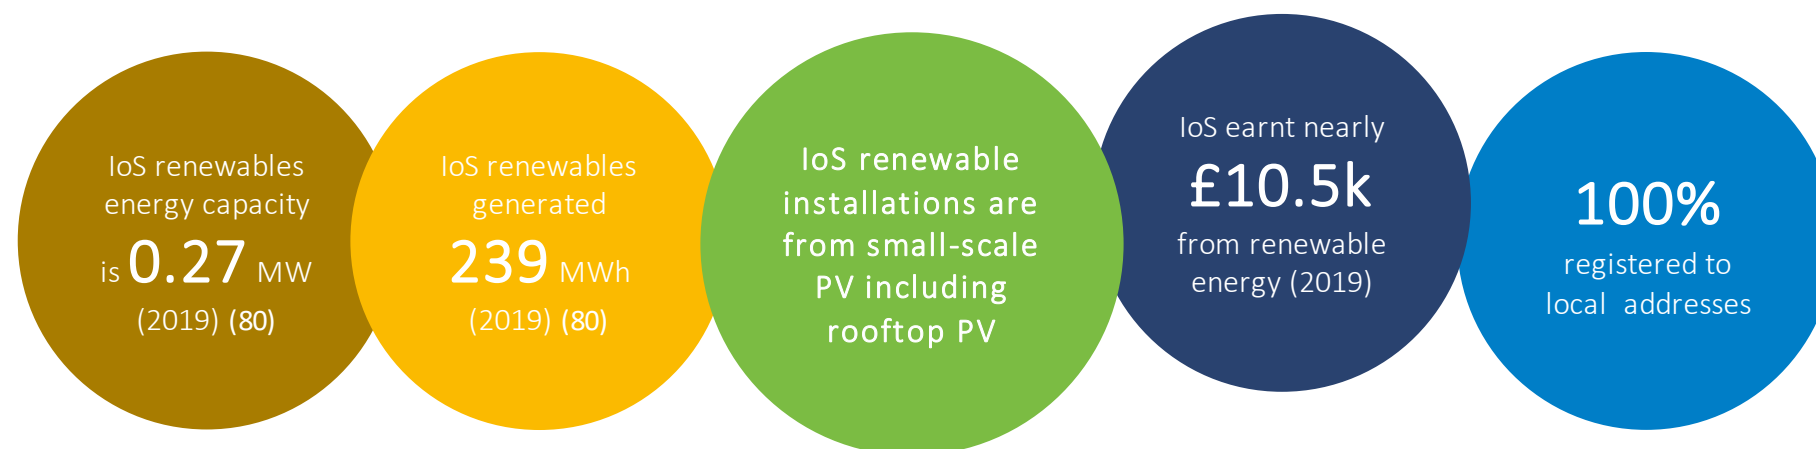 IoS renewables
energy capacity
is 0.27 MW
(2019) (80)
IoS renewables
generated
239 MWh
(2019) (80)
IoS renewable
installations are
from small-scale
PV including
rooftop PV
IoS earnt nearly
£10.5k
from renewable
energy (2019)
100%
registered to
local addresses